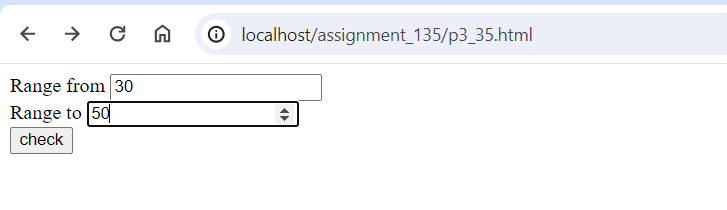 localhost/assignment_135/p3_35.html
Range from 30
Range to 50
check